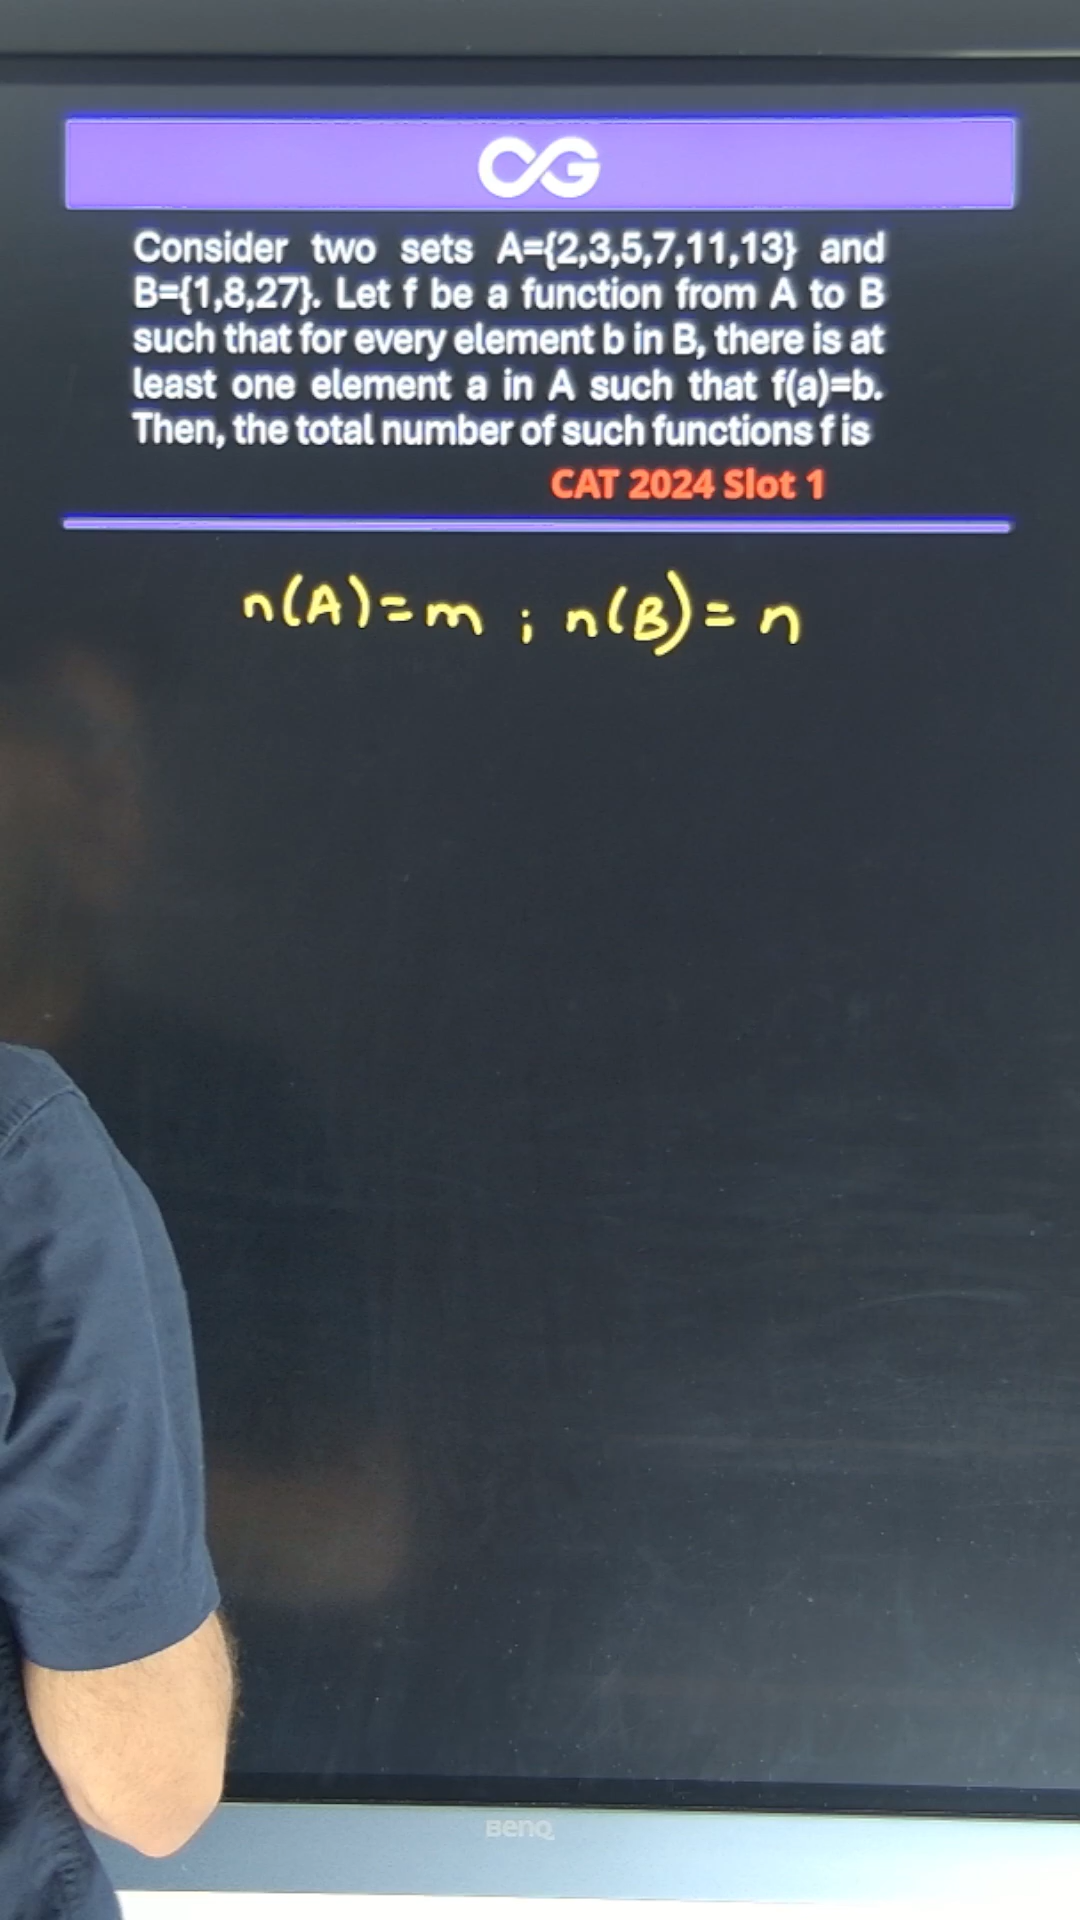 OG
Consider two sets A={2,3,5,7,11,13} and
B={1,8,27}. Let f be a function from A to B
such that for every element b in B, there is at
least one element a in A such that f(a)=b.
Then, the total number of such functions f is
CAT 2024 Slot 1
n(A)=m ; n(B)=n
BenQ